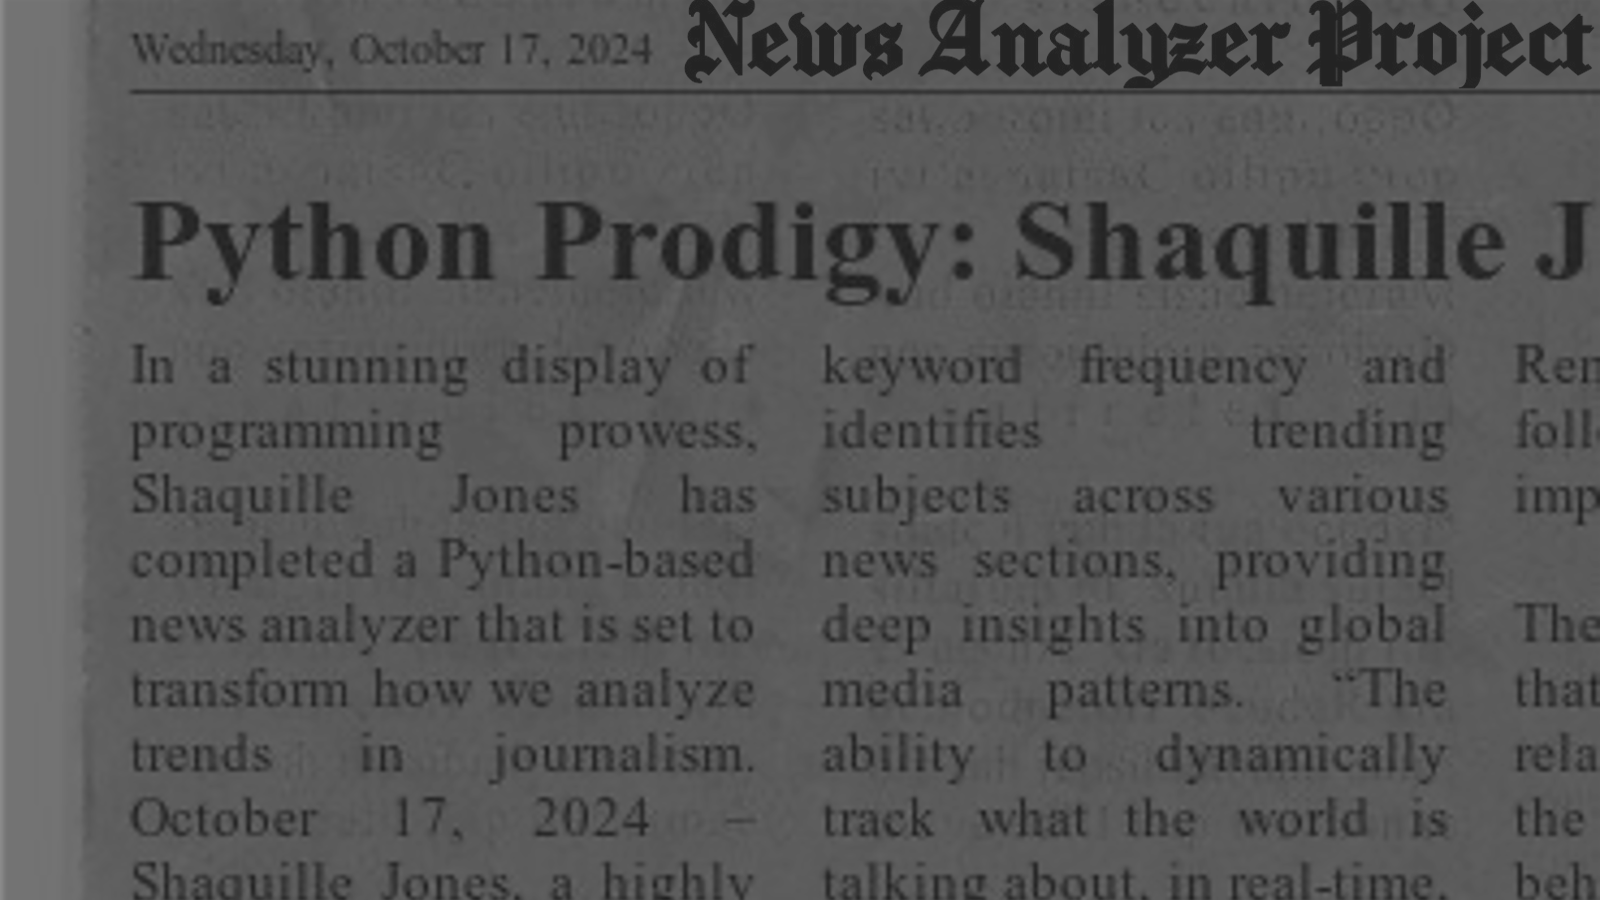 Wednesday, October 17, 2024 News Analyzer Project
Python Prodigy: Shaquille J
In a stunning display of
programming prowess,
Shaquille Jones has
completed a Python-based
news analyzer that is set to
transform how we analyze
trends in journalism.
October 17, 2024 –
Shaquille Jones, a highly
keyword frequency and
identifies trending
subjects across various
news sections, providing
deep insights into global
media patterns. “The
ability to dynamically
track what the world is
talking about, in real-time,
The
that
the